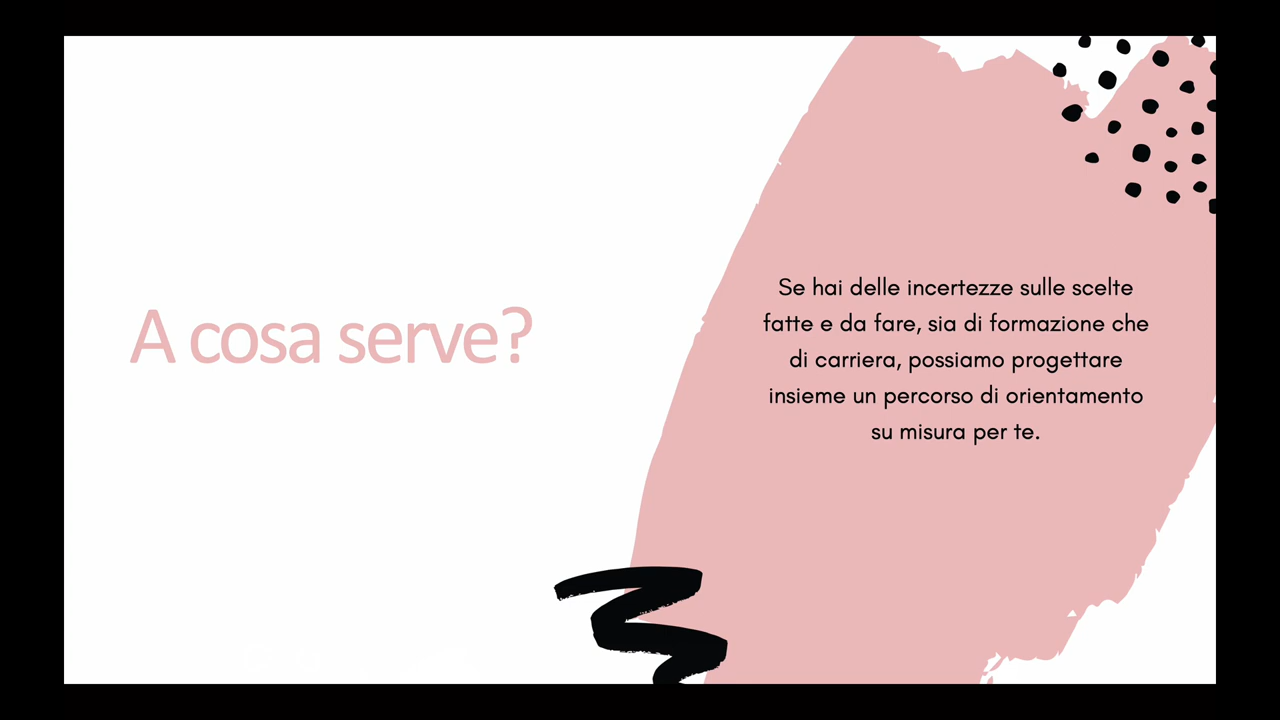 A cosa serve?
Se hai delle incertezze sulle scelte
fatte e da fare, sia di formazione che
di carriera, possiamo progettare
insieme un percorso di orientamento
su misura per te.